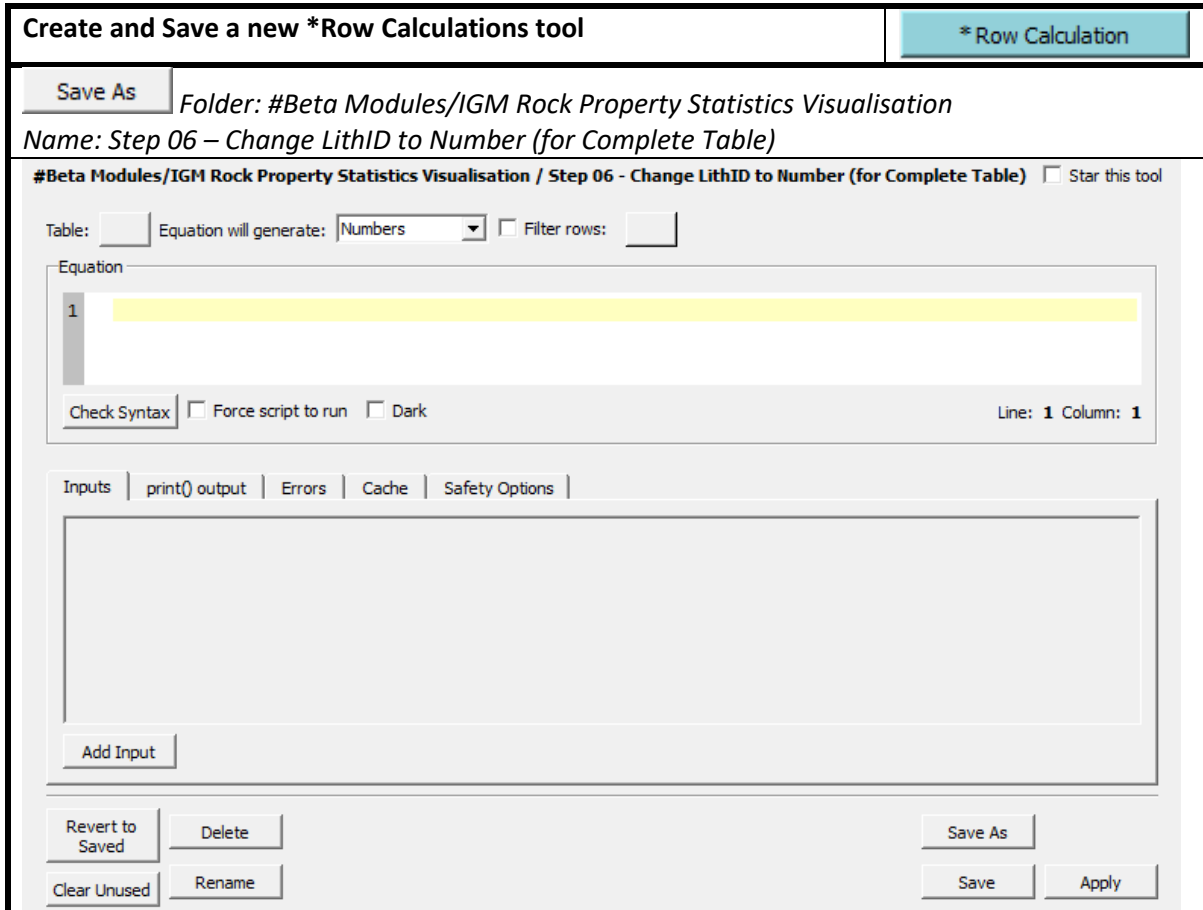 Create and Save a new *Row Calculations tool
* Row Calculation
Save As Folder: #Beta Modules/IGM Rock Property Statistics Visualisation
Name: Step 06 – Change LithID to Number (for Complete Table)
#Beta Modules/IGM Rock Property Statistics Visualisation / Step 06 - Change LithID to Number (for Complete Table) Star this tool
Table: Equation will generate: Numbers Filter rows:
Equation
1
Check Syntax Force script to run Dark Line: 1 Column: 1
Inputs print() output Errors Cache Safety Options
Add Input
Revert to
Saved
Delete Save As
Clear Unused Rename Save Apply